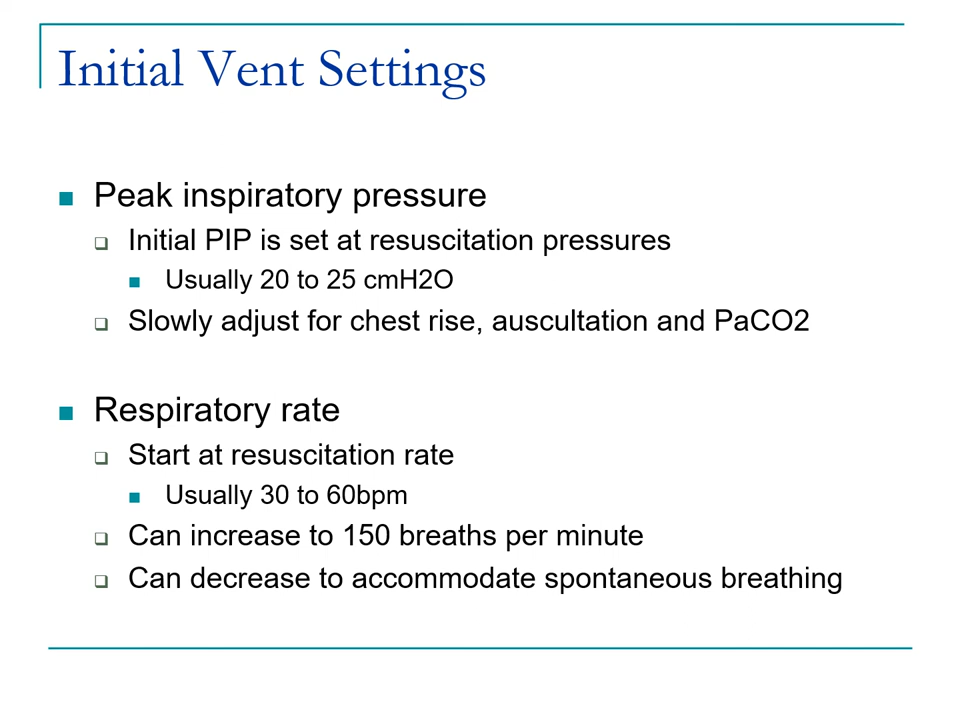 Initial Vent Settings
Peak inspiratory pressure
Initial PIP is set at resuscitation pressures
Usually 20 to 25 cmH2O
Slowly adjust for chest rise, auscultation and PaCO2
Respiratory rate
Start at resuscitation rate
Usually 30 to 60bpm
Can increase to 150 breaths per minute
Can decrease to accommodate spontaneous breathing